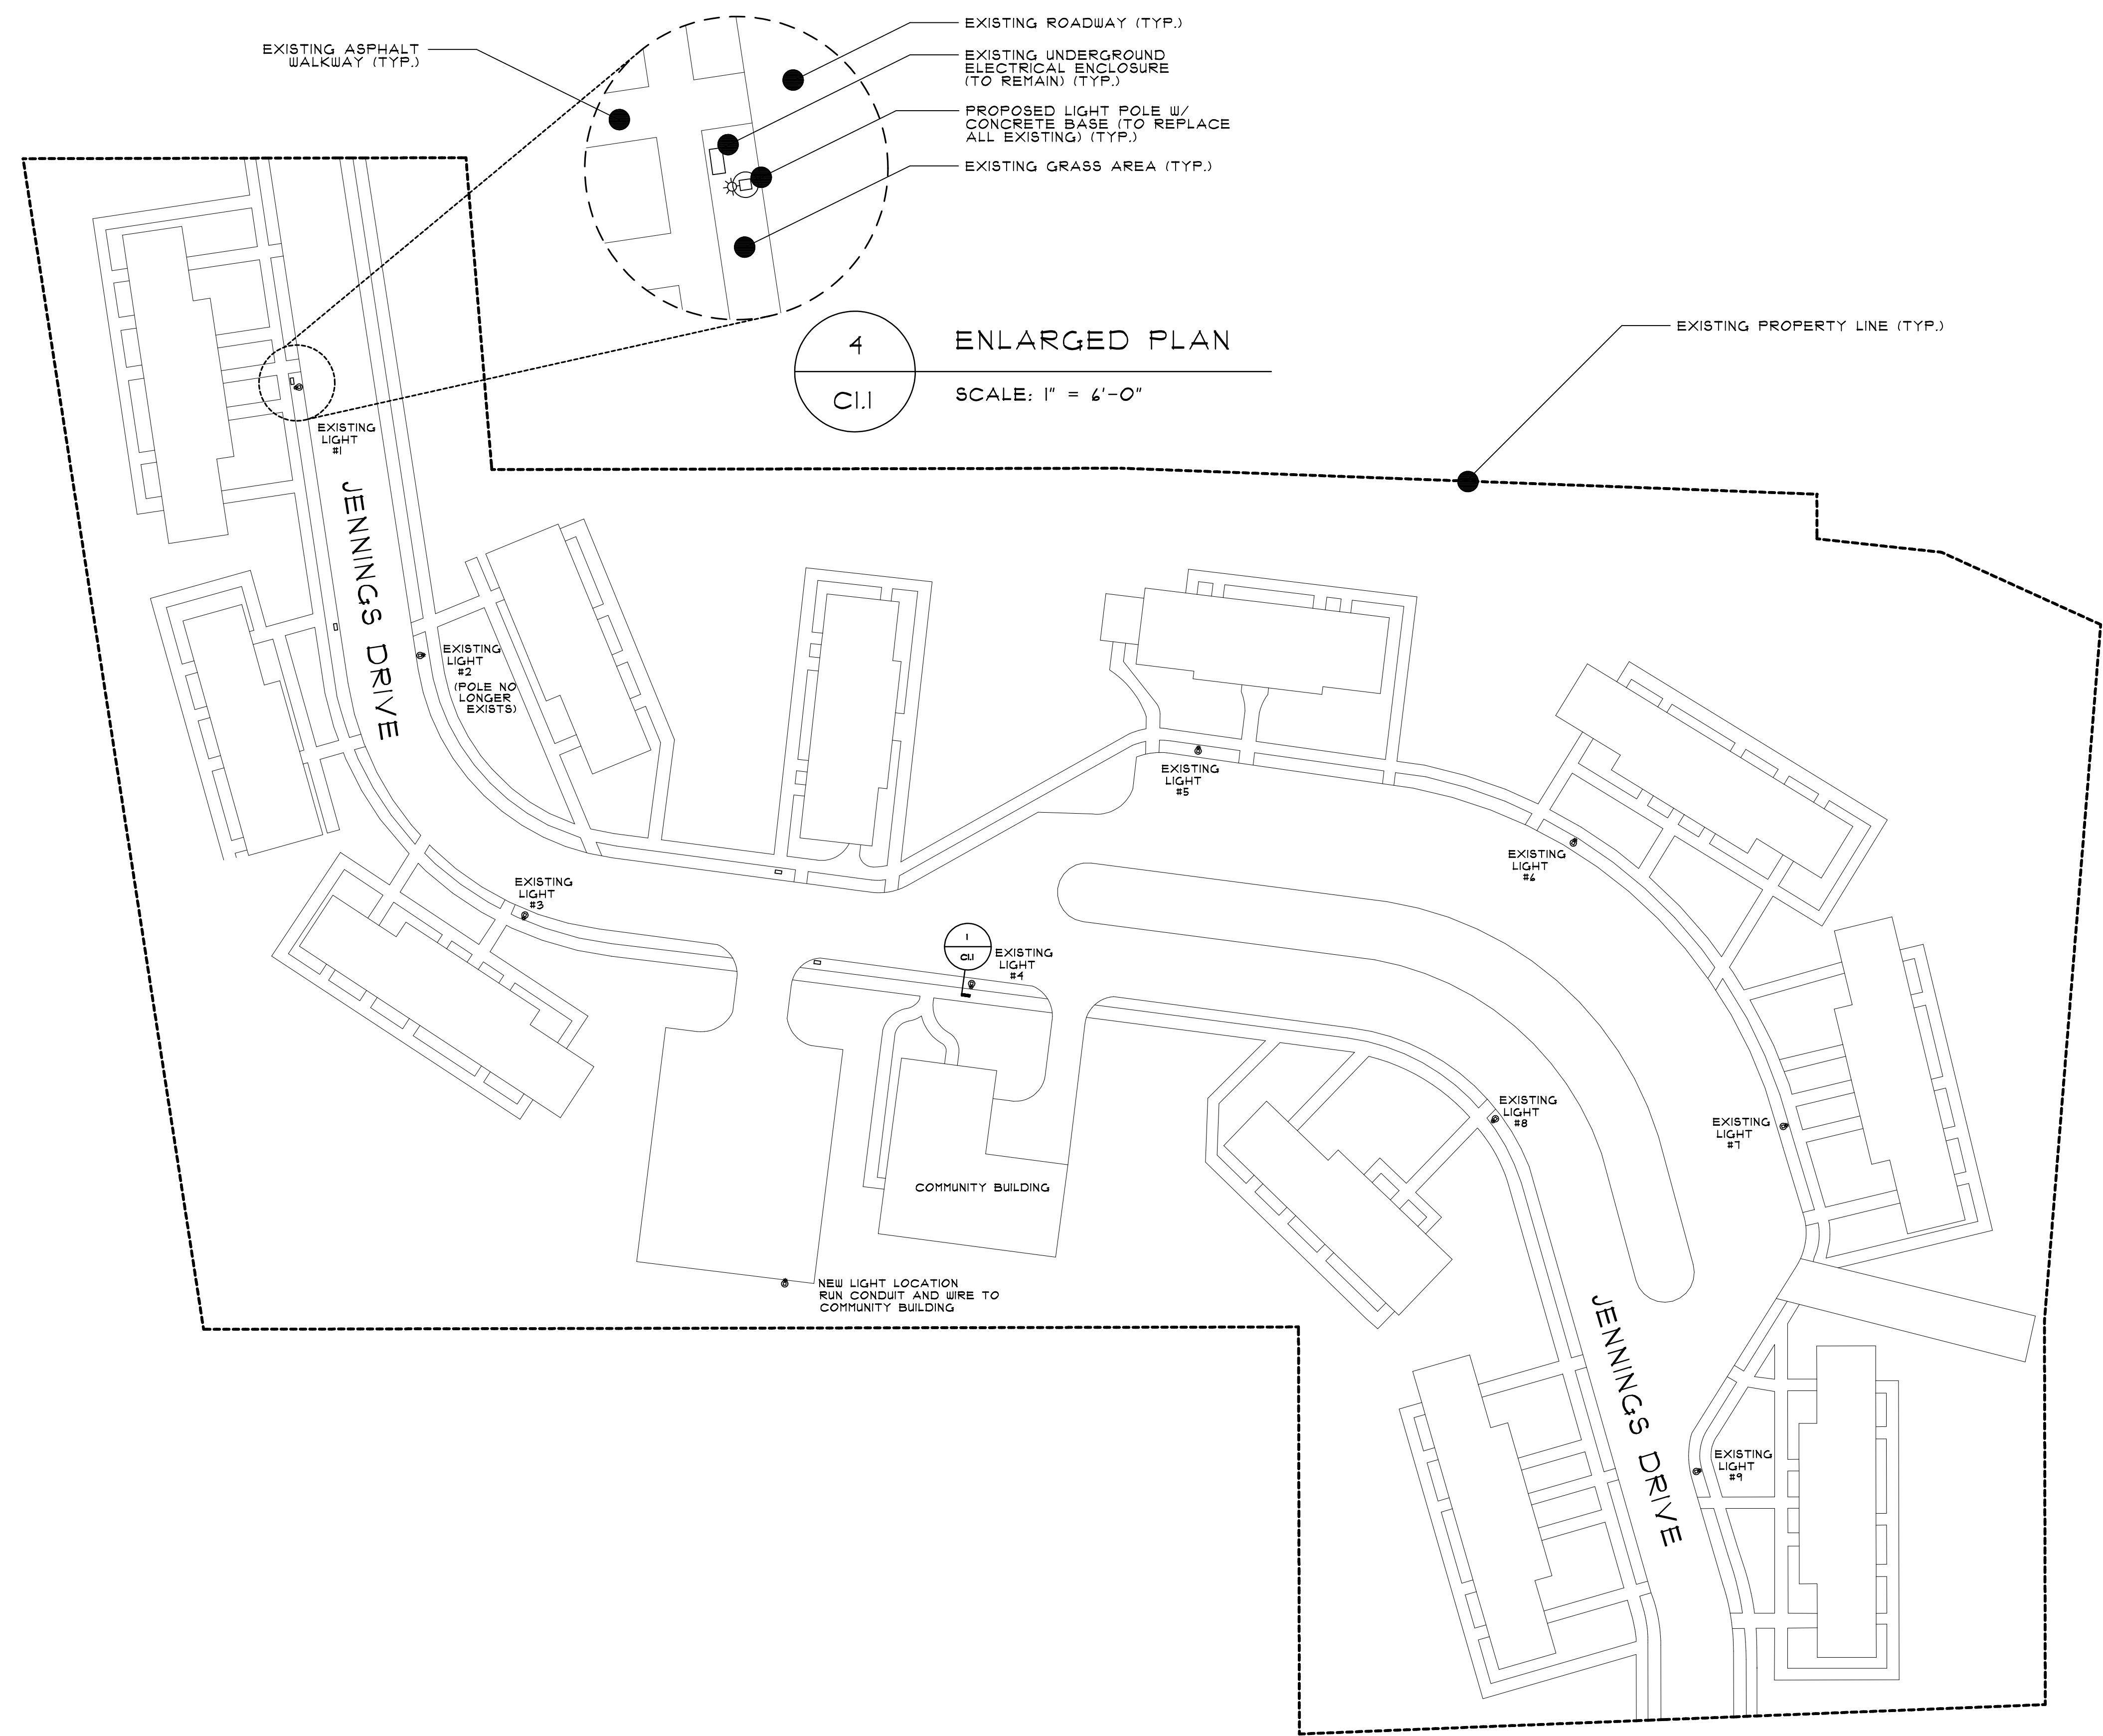 EXISTING ASPHALT
WALKWAY (TYP.)
EXISTING ROADWAY (TYP.)
EXISTING UNDERGROUND
ELECTRICAL ENCLOSURE
(TO REMAIN) (TYP.)
PROPOSED LIGHT POLE W/
CONCRETE BASE (TO REPLACE
ALL EXISTING) (TYP.)
EXISTING GRASS AREA (TYP.)
4
C1.1
ENLARGED PLAN
SCALE: 1" = 6'-0"
EXISTING PROPERTY LINE (TYP.)
EXISTING
LIGHT
#1
JENNINGS DRIVE
EXISTING
LIGHT
#2
(POLE NO
LONGER
EXISTS)
EXISTING
LIGHT
#5
EXISTING
LIGHT
#6
EXISTING
LIGHT
#3
1
C1.1
EXISTING
LIGHT
#4
EXISTING
LIGHT
#8
EXISTING
LIGHT
#7
COMMUNITY BUILDING
NEW LIGHT LOCATION
RUN CONDUIT AND WIRE TO
COMMUNITY BUILDING
JENNINGS DRIVE
EXISTING
LIGHT
#9